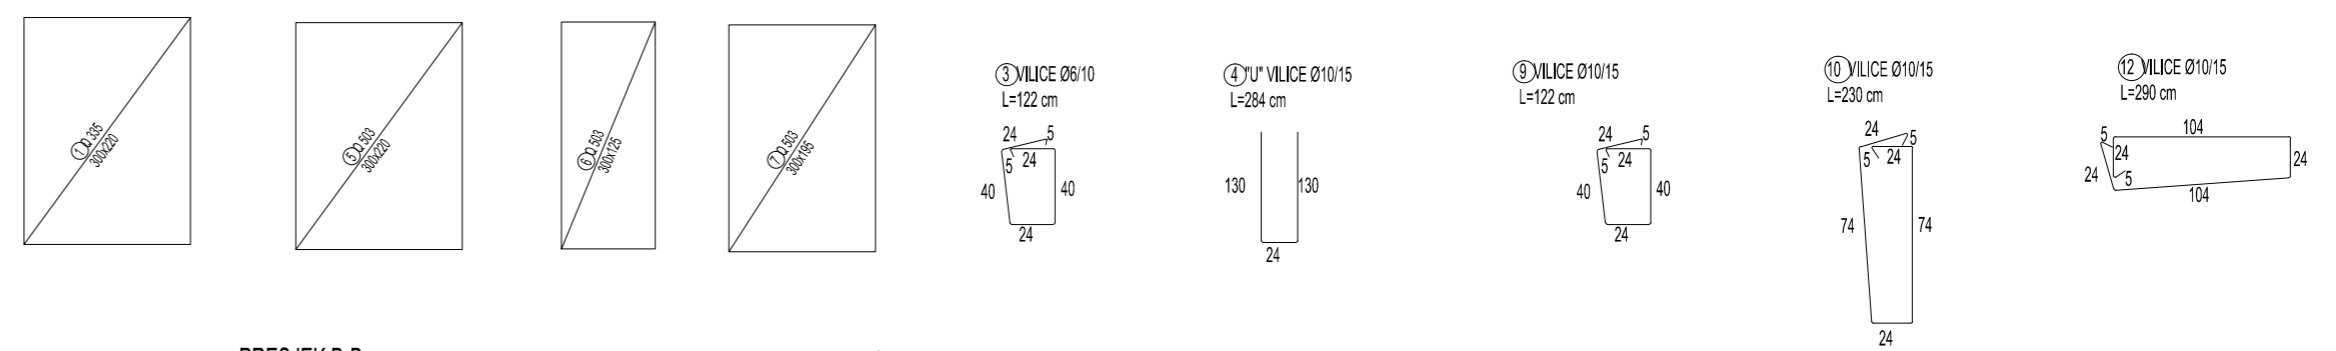 1 Q 335
300x220
5 Q 503
300x220
6 Q 503
300x125
7 Q 503
300x195
3 VILICE Ø6/10
L=122 cm
24
5
5
24
40
40
24
4 "U" VILICE Ø10/15
L=284 cm
130
130
24
9 VILICE Ø10/15
L=122 cm
24
5
5
24
40
40
24
10 VILICE Ø10/15
L=230 cm
24
5
5
24
74
74
24
12 VILICE Ø10/15
L=290 cm
5
104
24
24
24
5
104